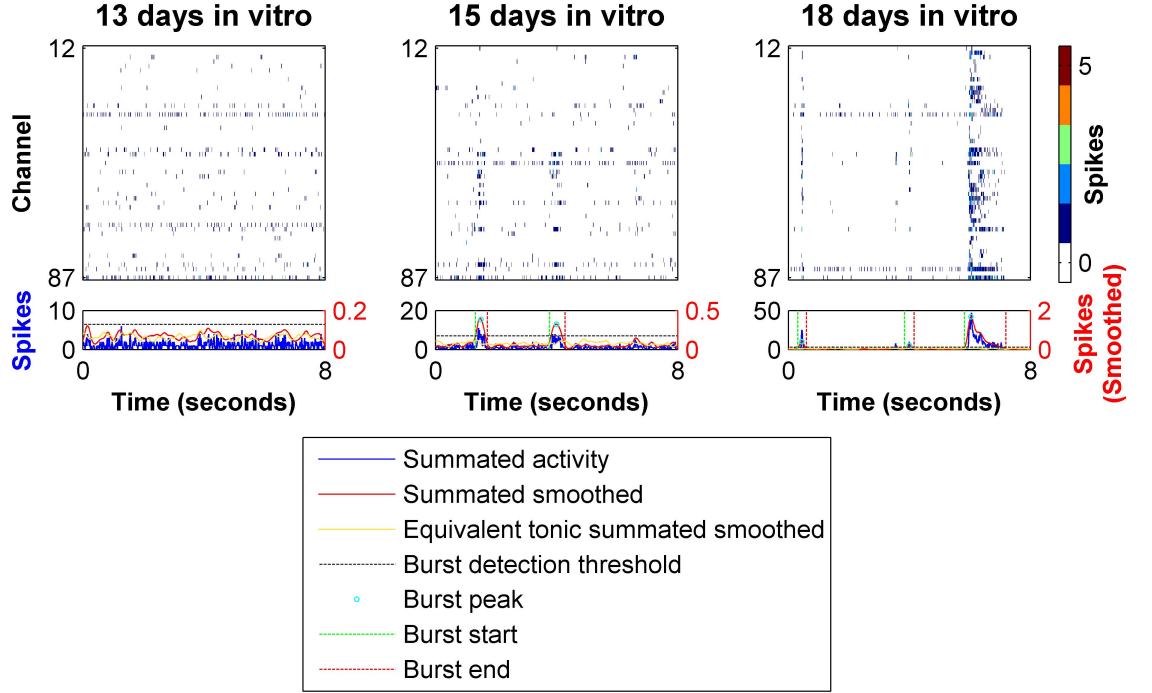 13 days in vitro 15 days in vitro 18 days in vitro
12 12 12
5
Channel
Spikes
0
87 87 87
Spikes
10 0.2 20 0.5 50 2
0 0 0 0 0 0
Spikes
(Smoothed)
0 8 0 8 0 8
Time (seconds) Time (seconds) Time (seconds)
Summated activity
Summated smoothed
Equivalent tonic summated smoothed
Burst detection threshold
Burst peak
Burst start
Burst end